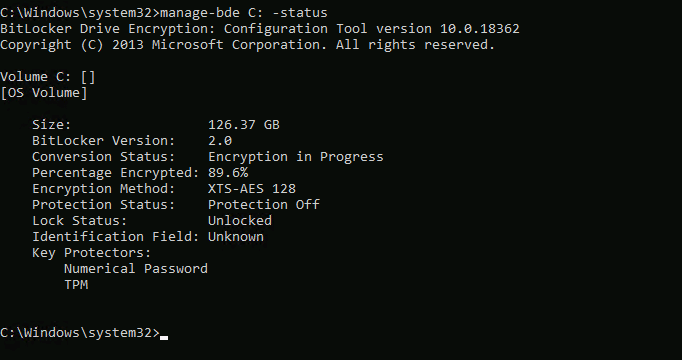 C:\Windows\system32>manage-bde C: -status
BitLocker Drive Encryption: Configuration Tool version 10.0.18362
Copyright (C) 2013 Microsoft Corporation. All rights reserved.

Volume C: []
[OS Volume]

    Size:                 126.37 GB
    BitLocker Version:    2.0
    Conversion Status:    Encryption in Progress
    Percentage Encrypted: 89.6%
    Encryption Method:    XTS-AES 128
    Protection Status:    Protection Off
    Lock Status:          Unlocked
    Identification Field: Unknown
    Key Protectors:
        Numerical Password
        TPM

C:\Windows\system32>